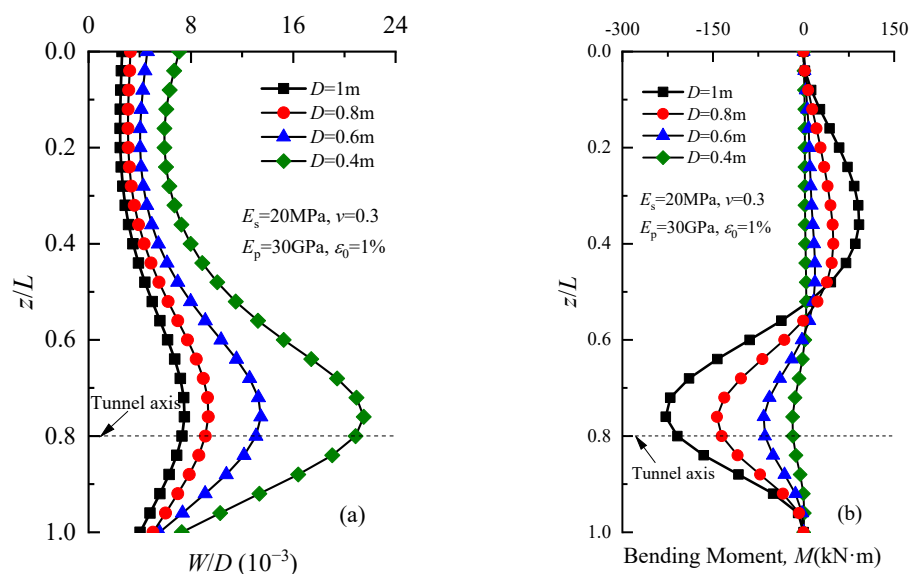 0 8 16 24
0.0
0.2
0.4
0.6
0.8
1.0
z/L
D=1m
D=0.8m
D=0.6m
D=0.4m
Es=20MPa, ν=0.3
Ep=30GPa, ε0=1%
Tunnel axis
(a)
W/D (10⁻³)
-300 -150 0 150
0.0
0.2
0.4
0.6
0.8
1.0
z/L
D=1m
D=0.8m
D=0.6m
D=0.4m
Es=20MPa, ν=0.3
Ep=30GPa, ε0=1%
Tunnel axis
(b)
Bending Moment, M(kN·m)